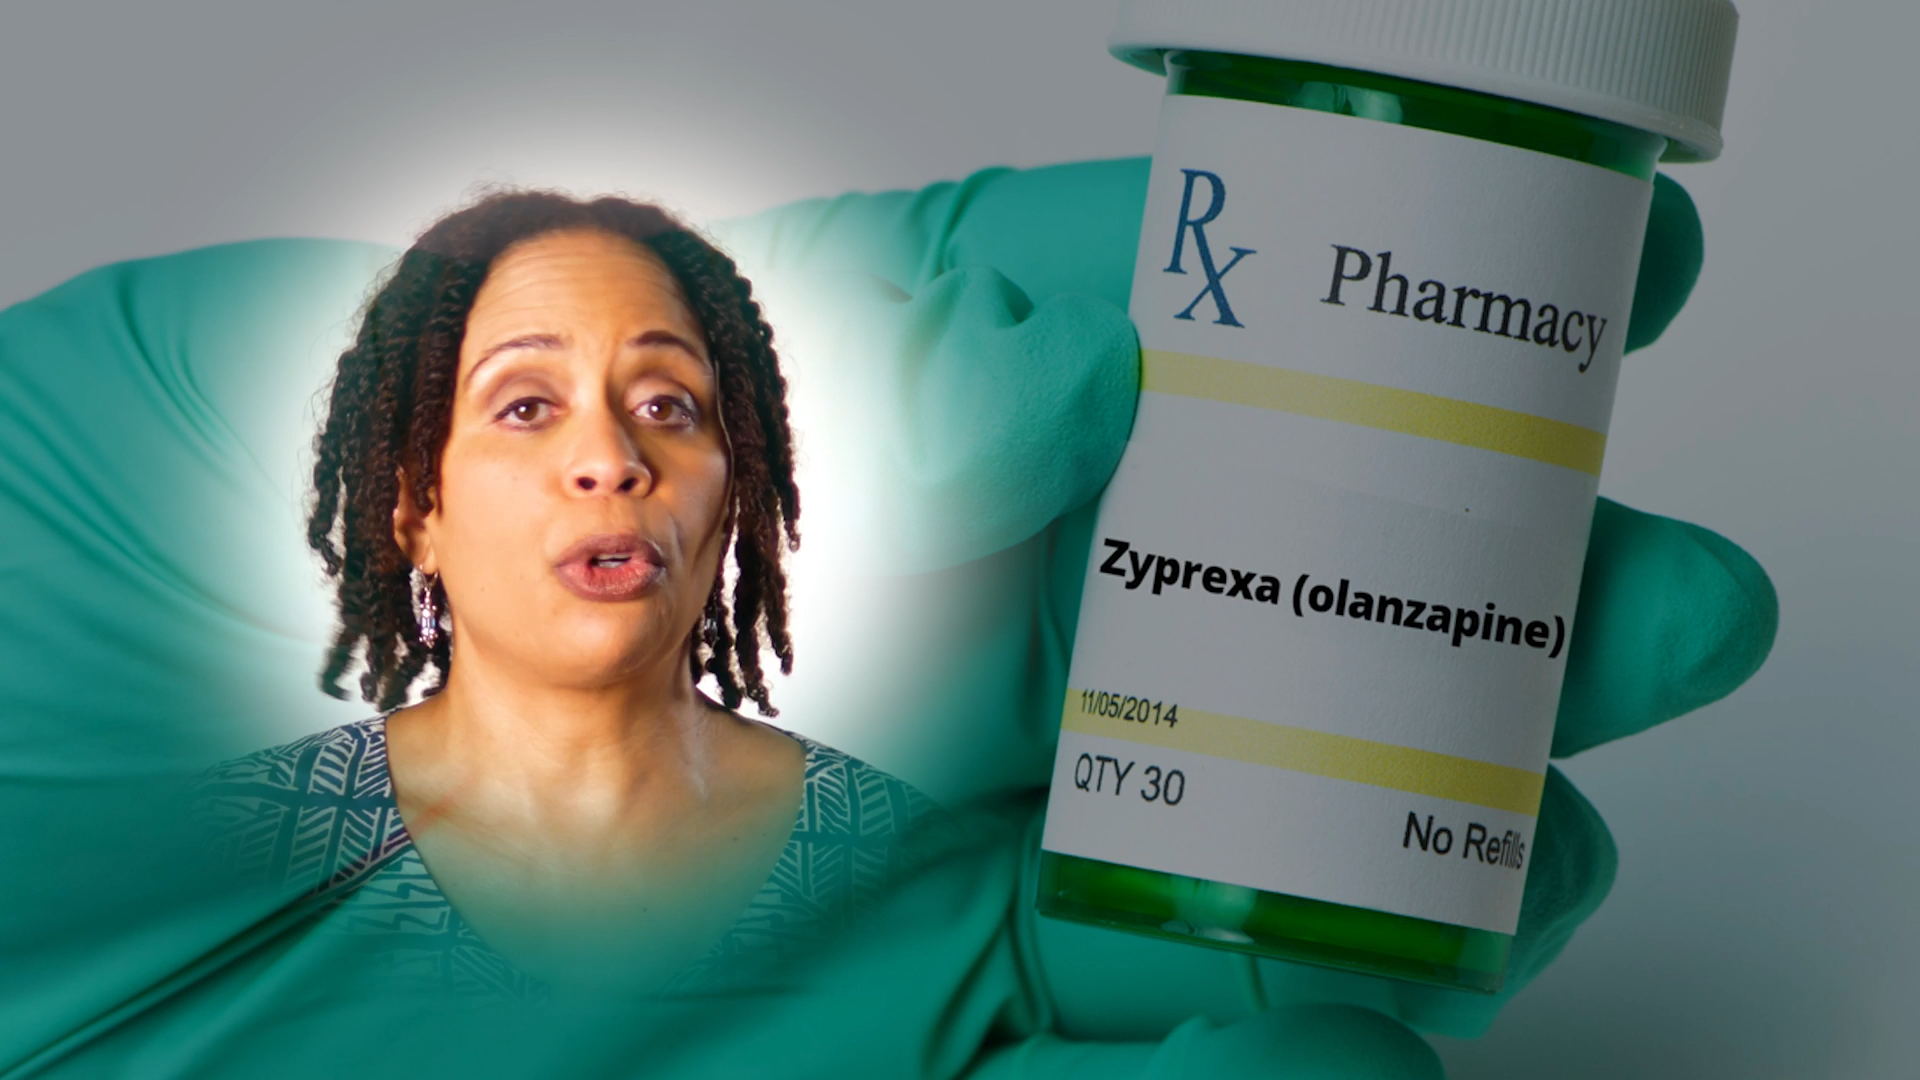 Rx Pharmacy
Zyprexa (olanzapine)
11/05/2014
QTY 30
No Refills